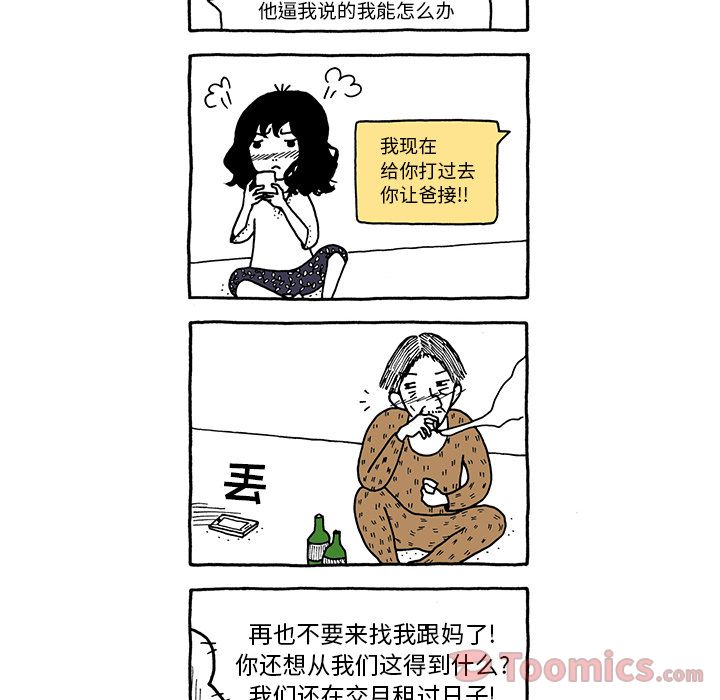 他逼我说的我能怎么办
我现在
给你打过去
你让爸接!!
丢
再也不要来找我跟妈了!
你还想从我们这得到什么?
我们还在交月租过日子!
Toomics.com